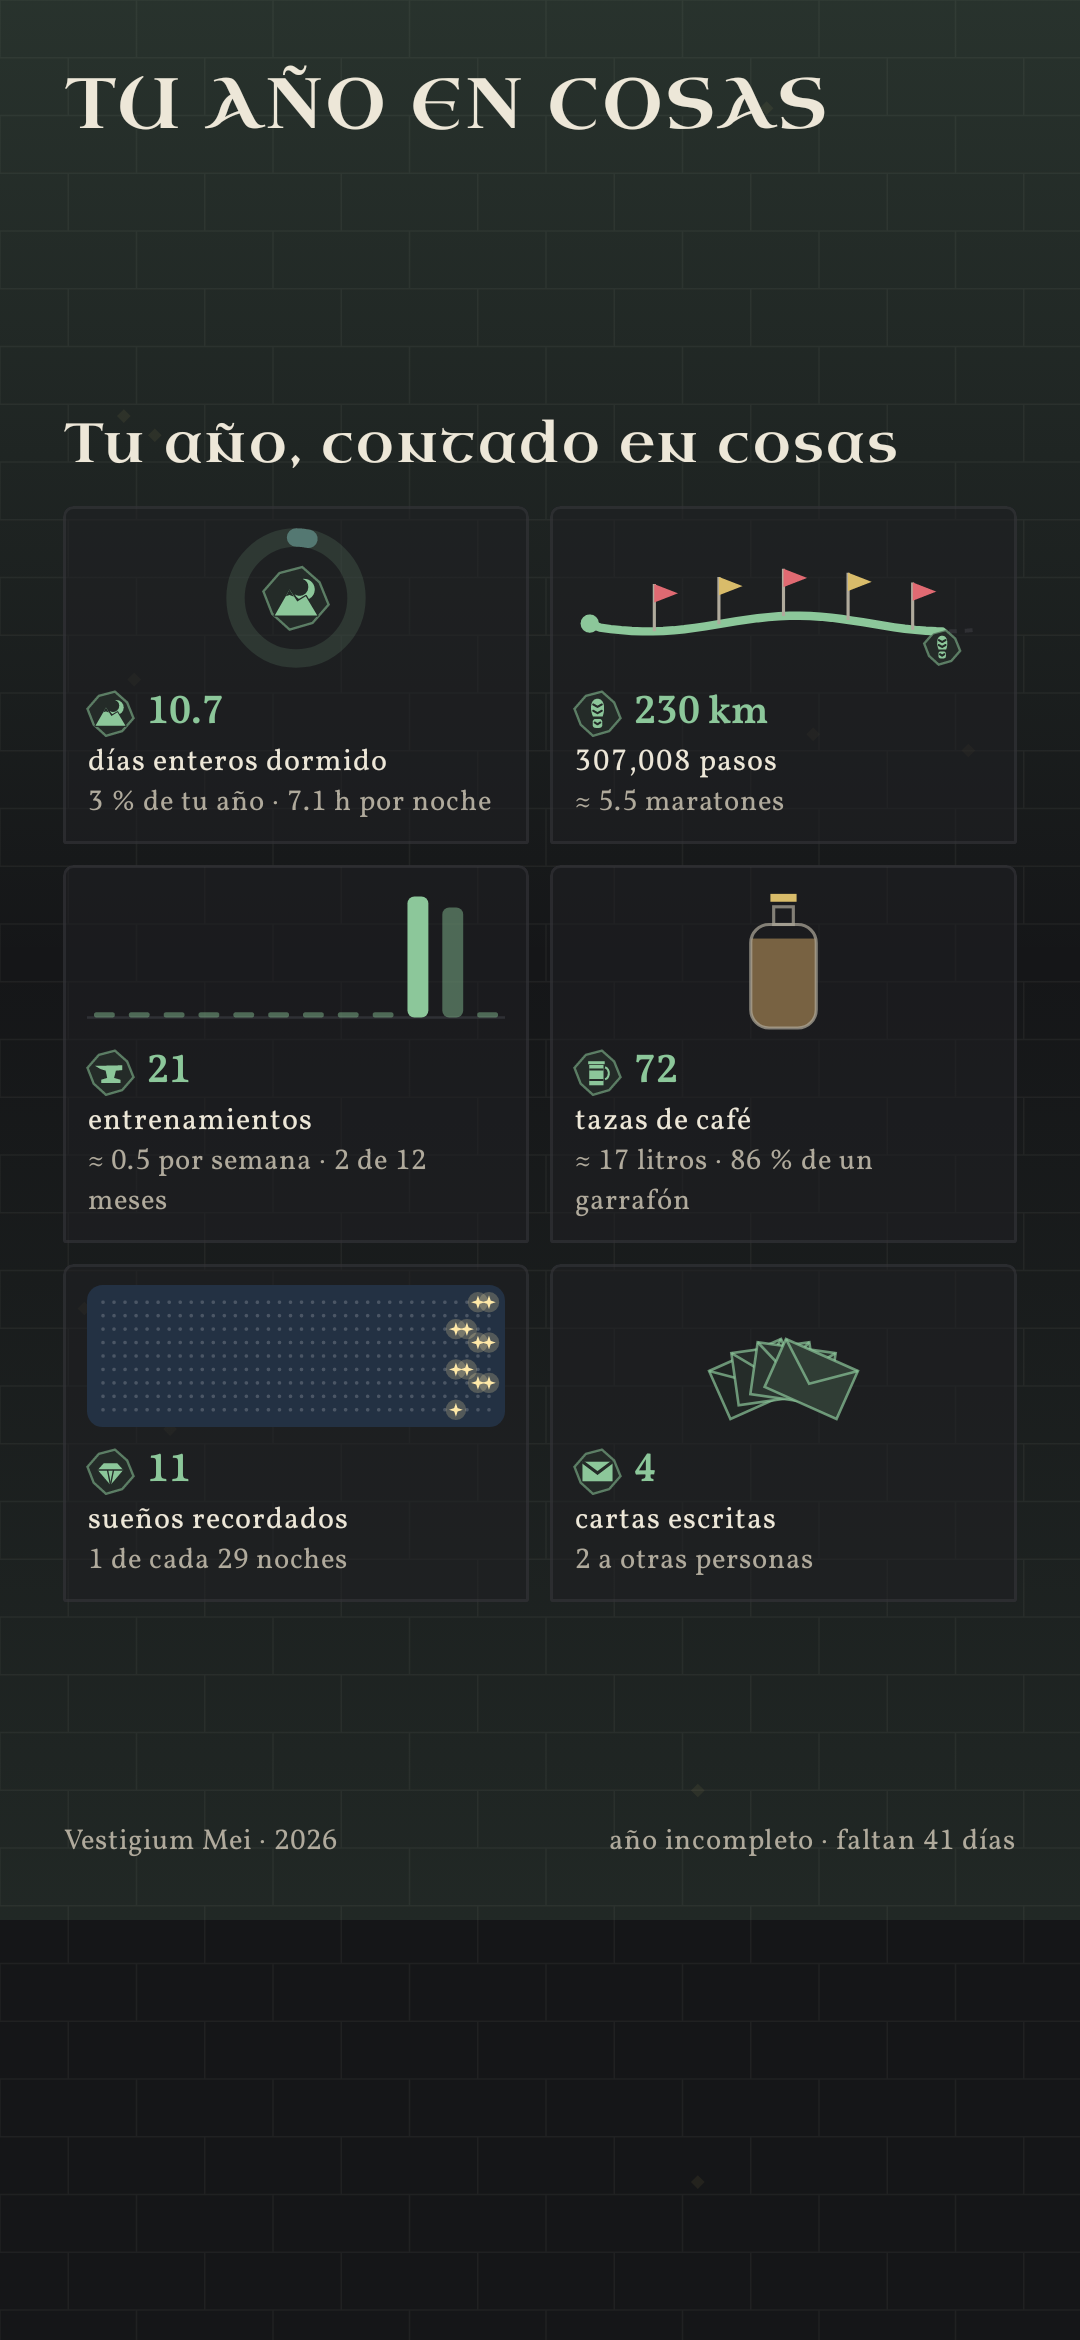 TU AÑO EN COSAS
Tu año, contado en cosas
10.7
días enteros dormido
3 % de tu año · 7.1 h por noche
230 km
307,008 pasos
≈ 5.5 maratones
21
entrenamientos
≈ 0.5 por semana · 2 de 12
meses
72
tazas de café
≈ 17 litros · 86 % de un
garrafón
11
sueños recordados
1 de cada 29 noches
4
cartas escritas
2 a otras personas
Vestigium Mei · 2026
año incompleto · faltan 41 días